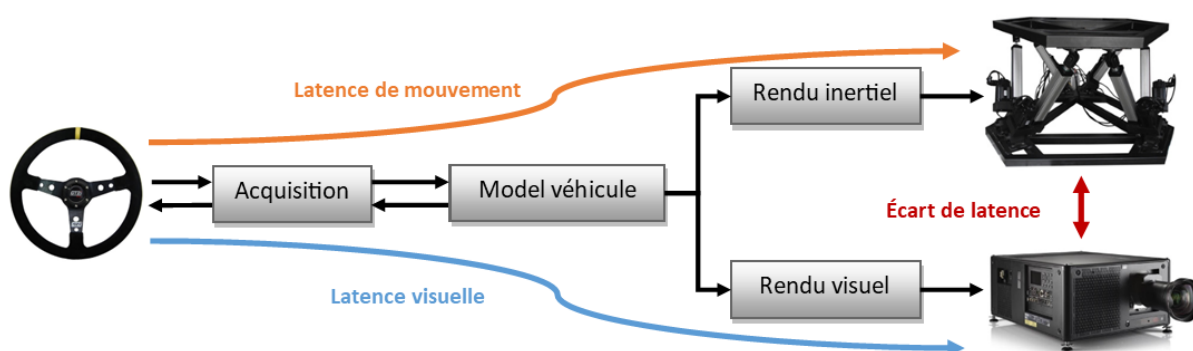 Latence de mouvement
Rendu inertiel
Acquisition
Model véhicule
Écart de latence
Latence visuelle
Rendu visuel